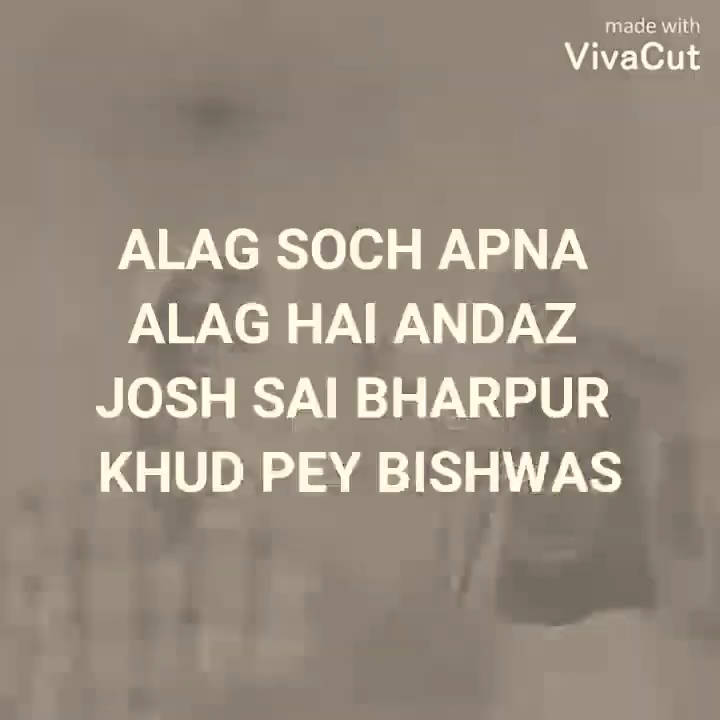 made with
VivaCut
ALAG SOCH APNA
ALAG HAI ANDAZ
JOSH SAI BHARPUR
KHUD PEY BISHWAS